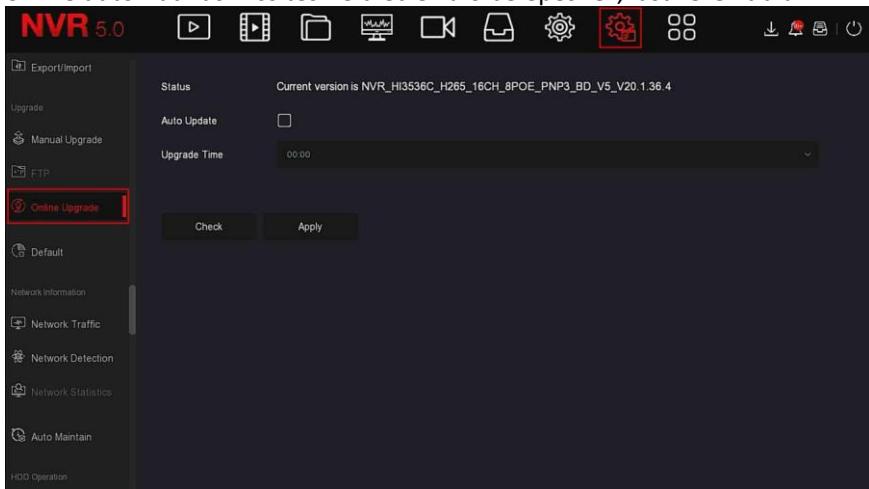 NVR 5.0
Export/Import
Status Current version is NVR_HI3536C_H265_16CH_8POE_PNP3_BD_V5_V20.1.36.4
Upgrade
Auto Update
Manual Upgrade
Upgrade Time 00:00
FTP
Online Upgrade
Check Apply
Default
Network Information
Network Traffic
Network Detection
Network Statistics
Auto Maintain
HDD Operation